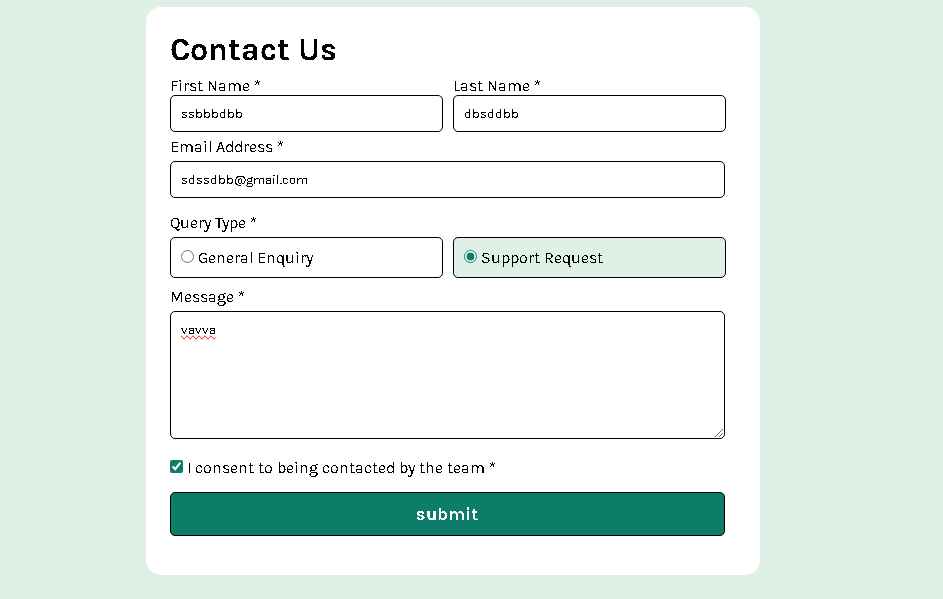 Contact Us
First Name * Last Name *
ssbbbdbb dbsddbb
Email Address *
sdssdbb@gmail.com
Query Type *
General Enquiry Support Request
Message *
vavva
I consent to being contacted by the team *
submit